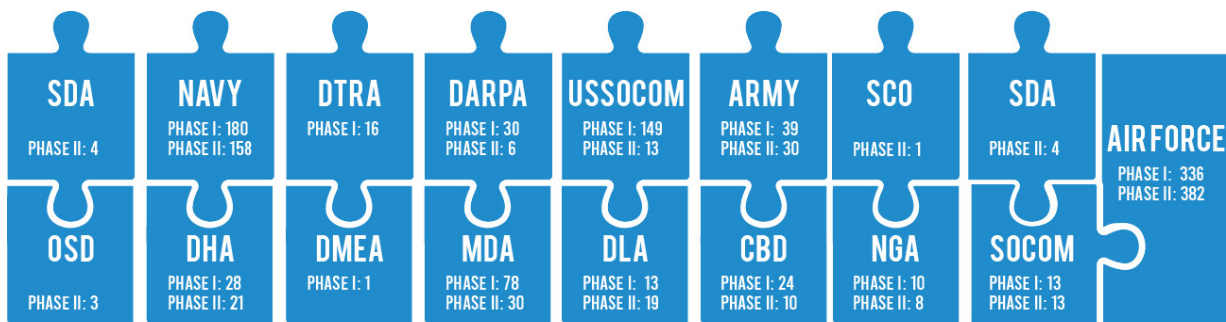 SDA
PHASE II: 4
NAVY
PHASE I: 180
PHASE II: 158
DTRA
PHASE I: 16
DARPA
PHASE I: 30
PHASE II: 6
USSOCOM
PHASE I: 149
PHASE II: 13
ARMY
PHASE I: 39
PHASE II: 30
SCO
PHASE II: 1
SDA
PHASE II: 4
AIR FORCE
PHASE I: 336
PHASE II: 382
OSD
PHASE II: 3
DHA
PHASE I: 28
PHASE II: 21
DMEA
PHASE I: 1
MDA
PHASE I: 78
PHASE II: 30
DLA
PHASE I: 13
PHASE II: 19
CBD
PHASE I: 24
PHASE II: 10
NGA
PHASE I: 10
PHASE II: 8
SOCOM
PHASE I: 13
PHASE II: 13